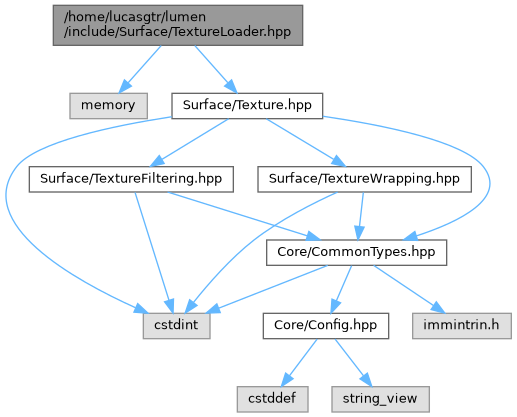 /home/lucasgtr/lumen
/include/Surface/TextureLoader.hpp
memory
Surface/Texture.hpp
Surface/TextureFiltering.hpp
Surface/TextureWrapping.hpp
Core/CommonTypes.hpp
cstdint
Core/Config.hpp
immintrin.h
cstddef
string_view